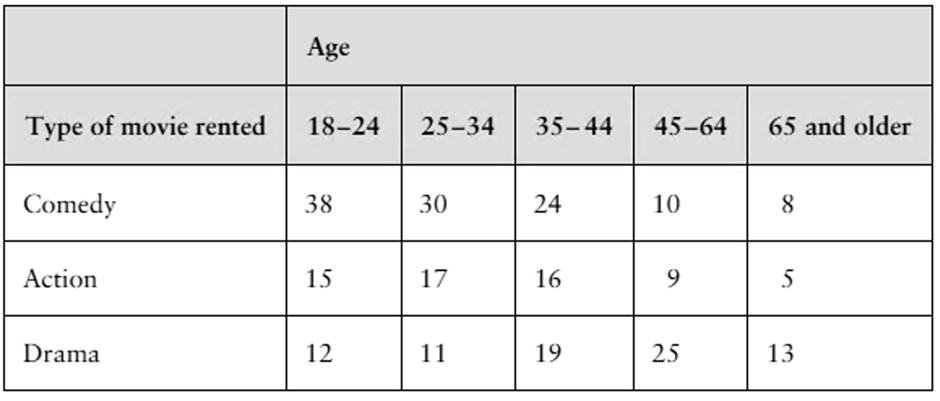 Age
Type of movie rented 18–24 25–34 35–44 45–64 65 and older
Comedy 38 30 24 10 8
Action 15 17 16 9 5
Drama 12 11 19 25 13